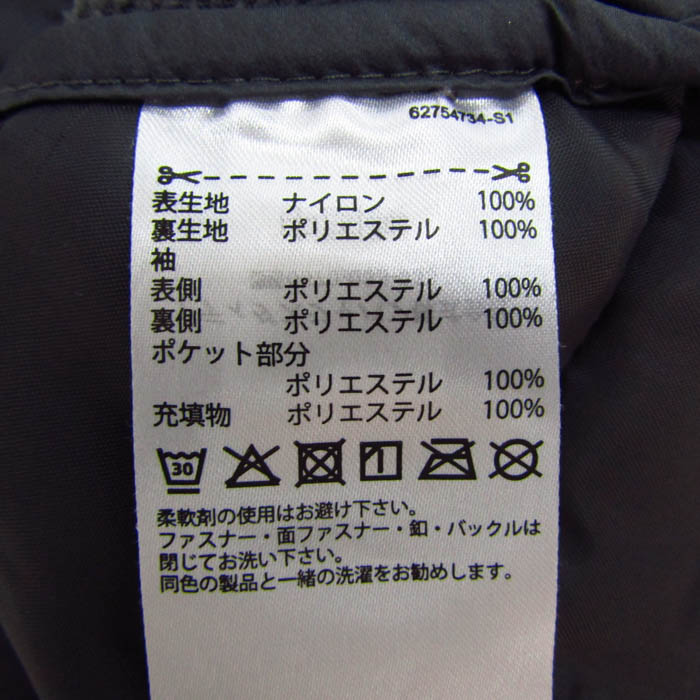 62754734-S1
表生地 ナイロン 100%
裏生地 ポリエステル 100%
袖
表側 ポリエステル 100%
裏側 ポリエステル 100%
ポケット部分
ポリエステル 100%
充填物 ポリエステル 100%
30
柔軟剤の使用はお避け下さい。
ファスナー・面ファスナー・釦・バックルは
閉じてお洗い下さい。
同色の製品と一緒の洗濯をお勧めします。